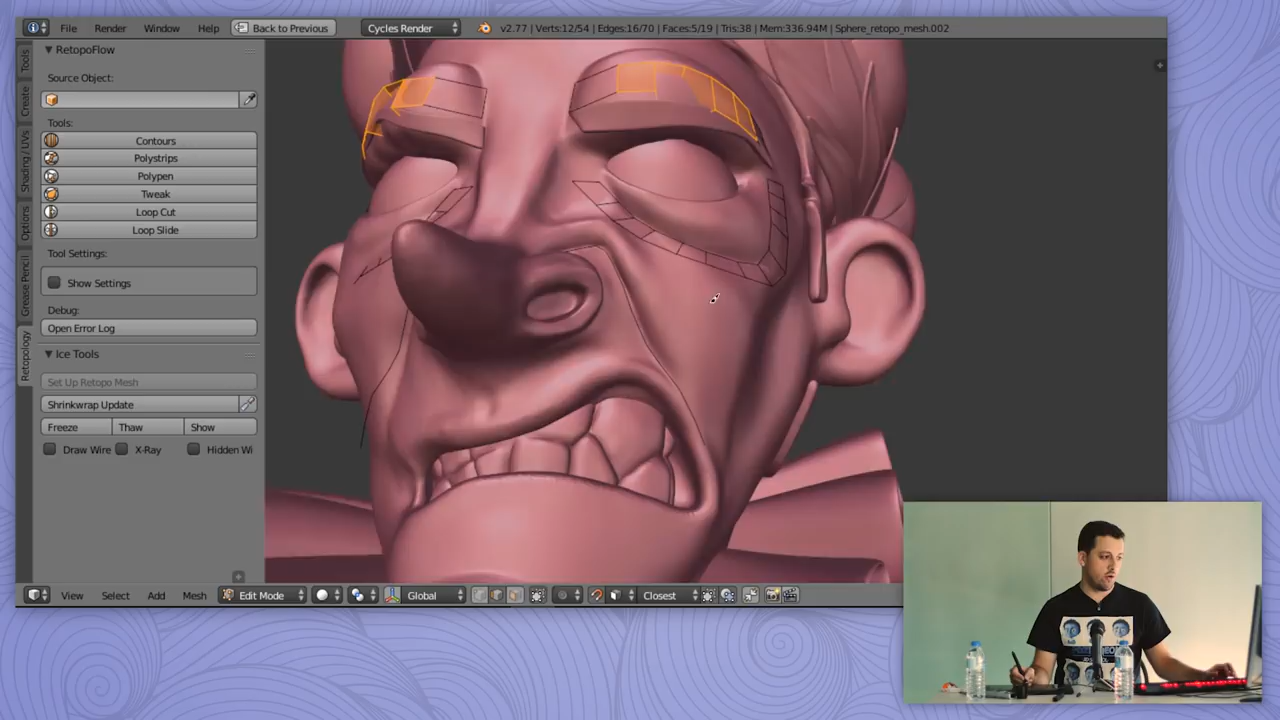 File Render Window Help Back to Previous Cycles Render v2.77 | Verts:12/54 | Edges:16/70 | Faces:5/19 | Tris:38 | Mem:336.94M | Sphere_retopo_mesh.002
Tools
Create
Shading / UVs
Options
Grease Pencil
Retopology
RetopoFlow
Source Object:
Tools:
Contours
Polystrips
Polypen
Tweak
Loop Cut
Loop Slide
Tool Settings:
Show Settings
Debug:
Open Error Log
Ice Tools
Set Up Retopo Mesh
Shrinkwrap Update
Freeze Thaw Show
Draw Wire X-Ray Hidden Wi
View Select Add Mesh Edit Mode Global Closest